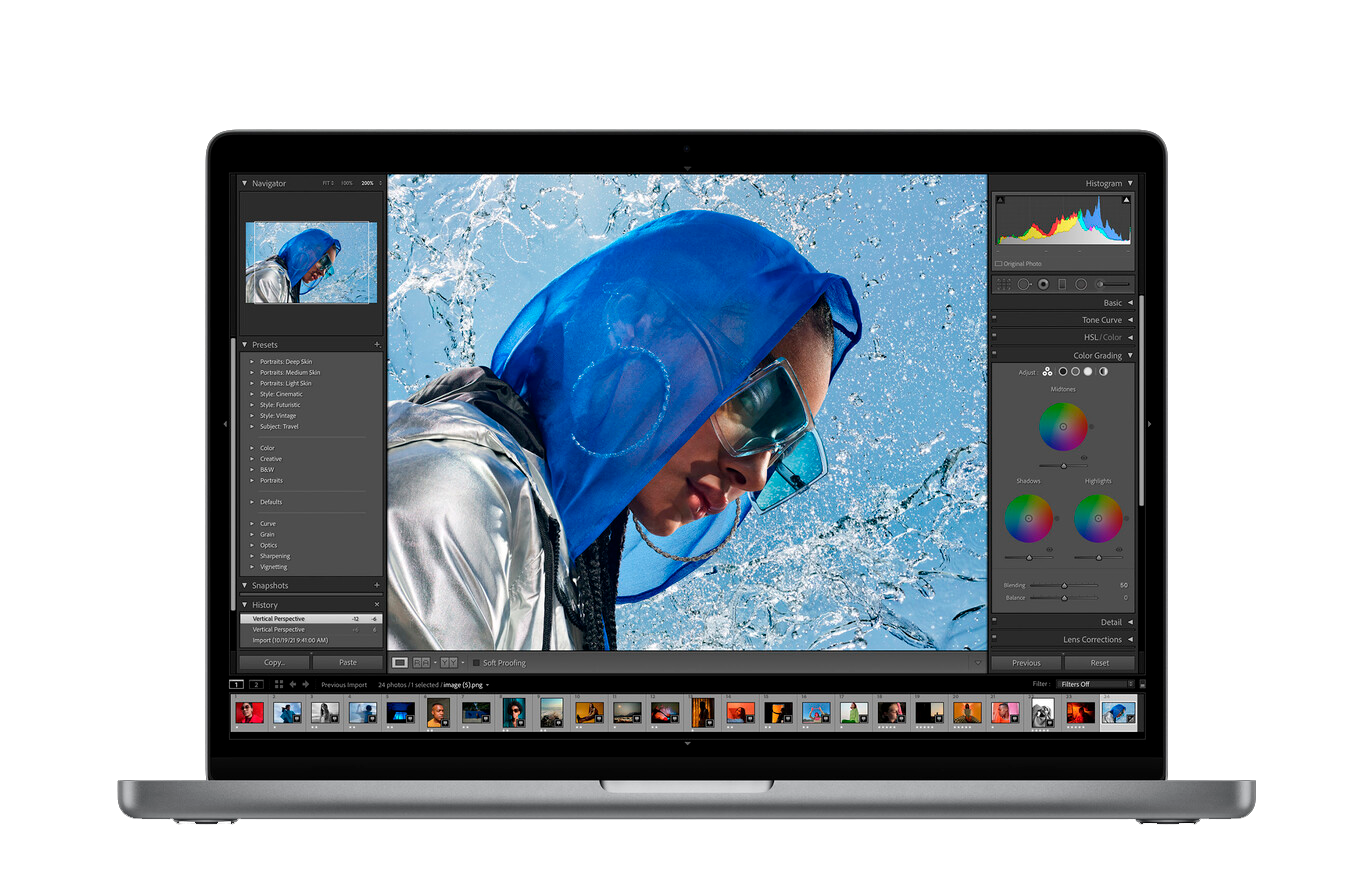 Navigator FIT 100% 200%
Presets +
Portraits: Deep Skin
Portraits: Medium Skin
Portraits: Light Skin
Style: Cinematic
Style: Futuristic
Style: Vintage
Subject: Travel
Color
Creative
B&W
Portraits
Defaults
Curve
Grain
Optics
Sharpening
Vignetting
Snapshots +
History ×
Vertical Perspective -12 -6
Vertical Perspective -6 6
Import (10/19/21 9:41:00 AM)
Copy... Paste
Soft Proofing
Histogram
Original Photo
Basic
Tone Curve
HSL / Color
Color Grading
Adjust :
Midtones
Shadows Highlights
Blending 50
Balance 0
Detail
Lens Corrections
Previous Reset
1 2 Previous Import 24 photos / 1 selected / image (5).png
Filter : Filters Off